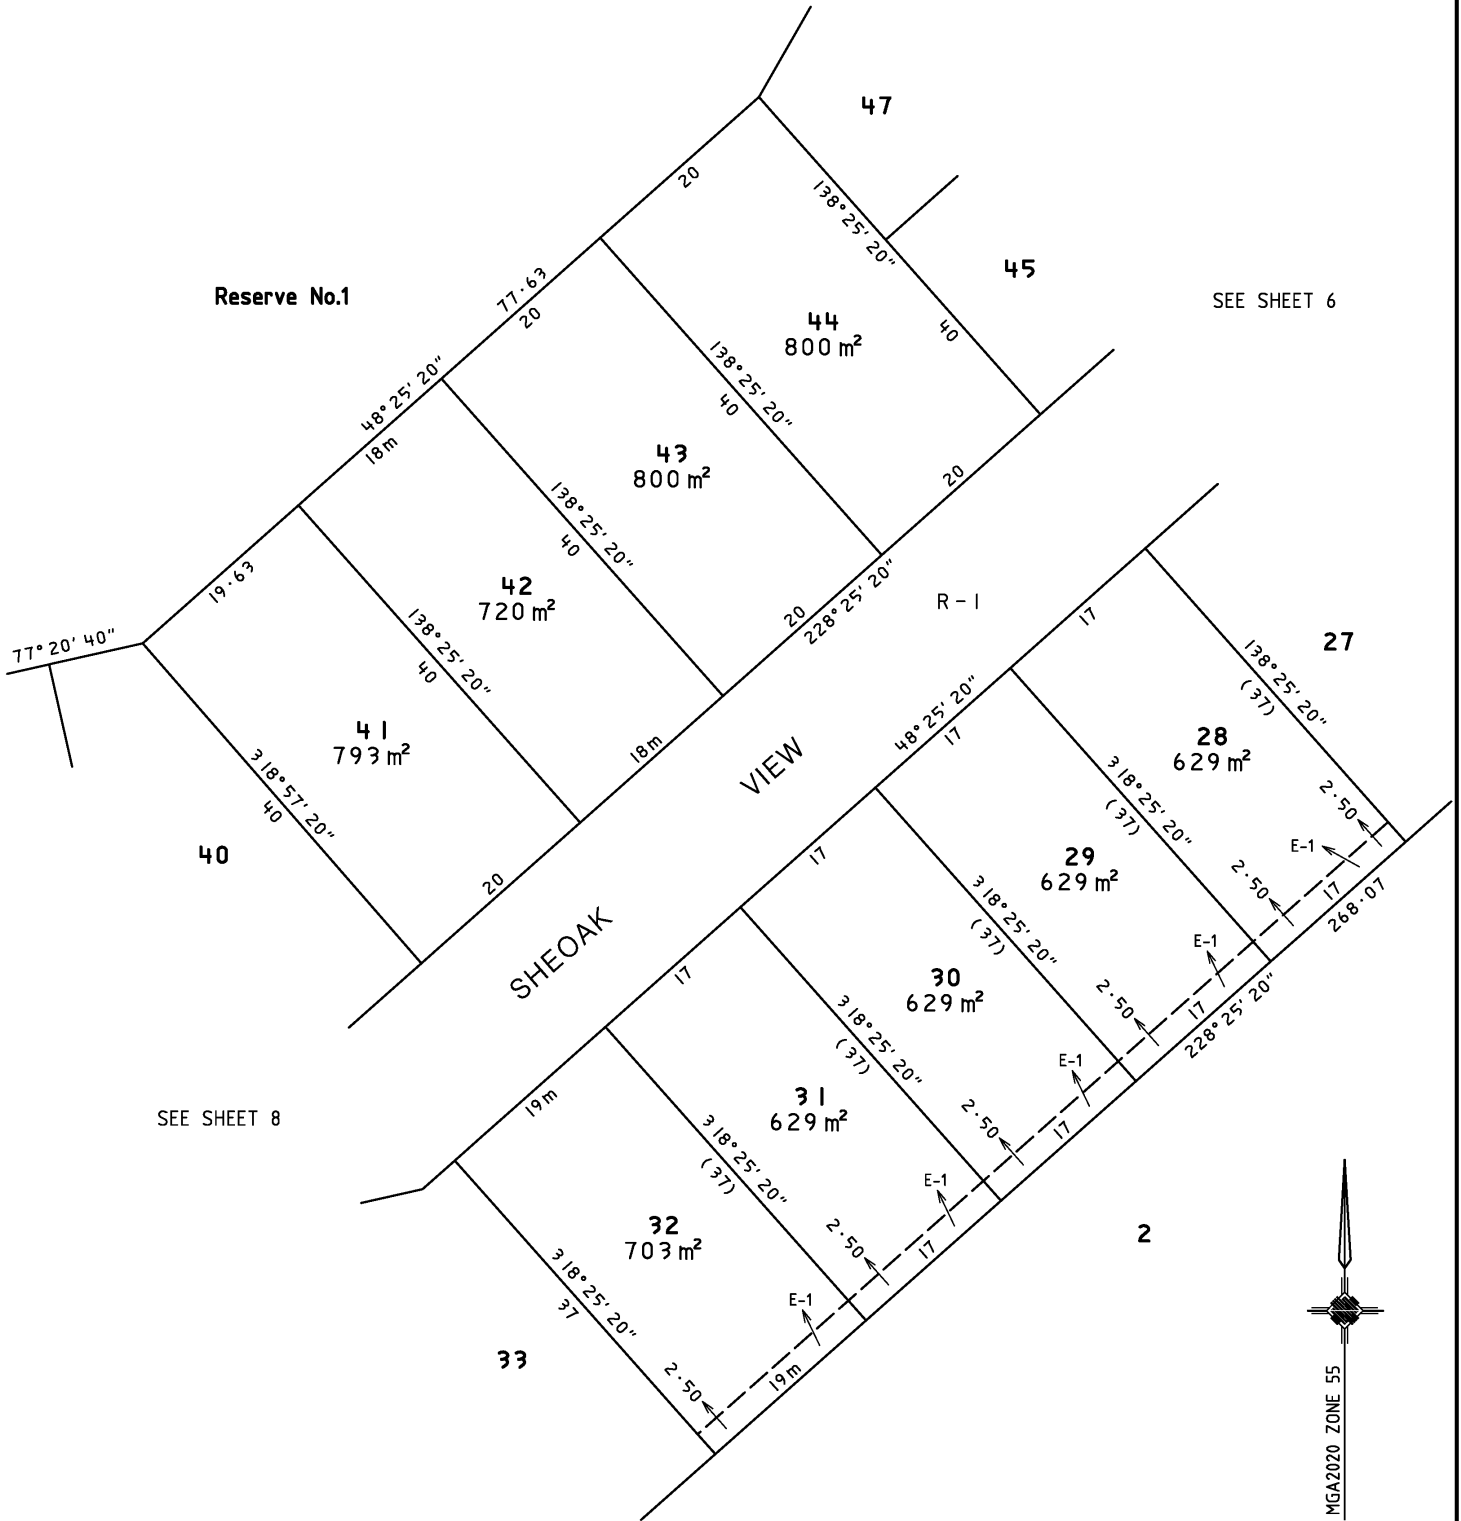 47
20
138°25'20"
45
Reserve No.1
77·63
20
SEE SHEET 6
44
800 m²
40
48°25'20"
18m
138°25'20"
40
43
800 m²
20
19·63
138°25'20"
40
42
720 m²
20
228°25'20"
R-1
77°20'40"
138°25'20"
40
41
793 m²
18m
17
27
138°25'20"
(37)
48°25'20"
17
28
629 m²
VIEW
318°57'20"
40
40
20
318°25'20"
(37)
2·50
E-1
17
268·07
29
629 m²
17
2·50
SHEOAK
318°25'20"
(37)
E-1
17
228°25'20"
30
629 m²
2·50
17
318°25'20"
(37)
E-1
17
31
629 m²
2·50
19m
SEE SHEET 8
318°25'20"
(37)
E-1
17
32
703 m²
2·50
2
318°25'20"
37
E-1
19m
33
2·50
MGA2020 ZONE 55